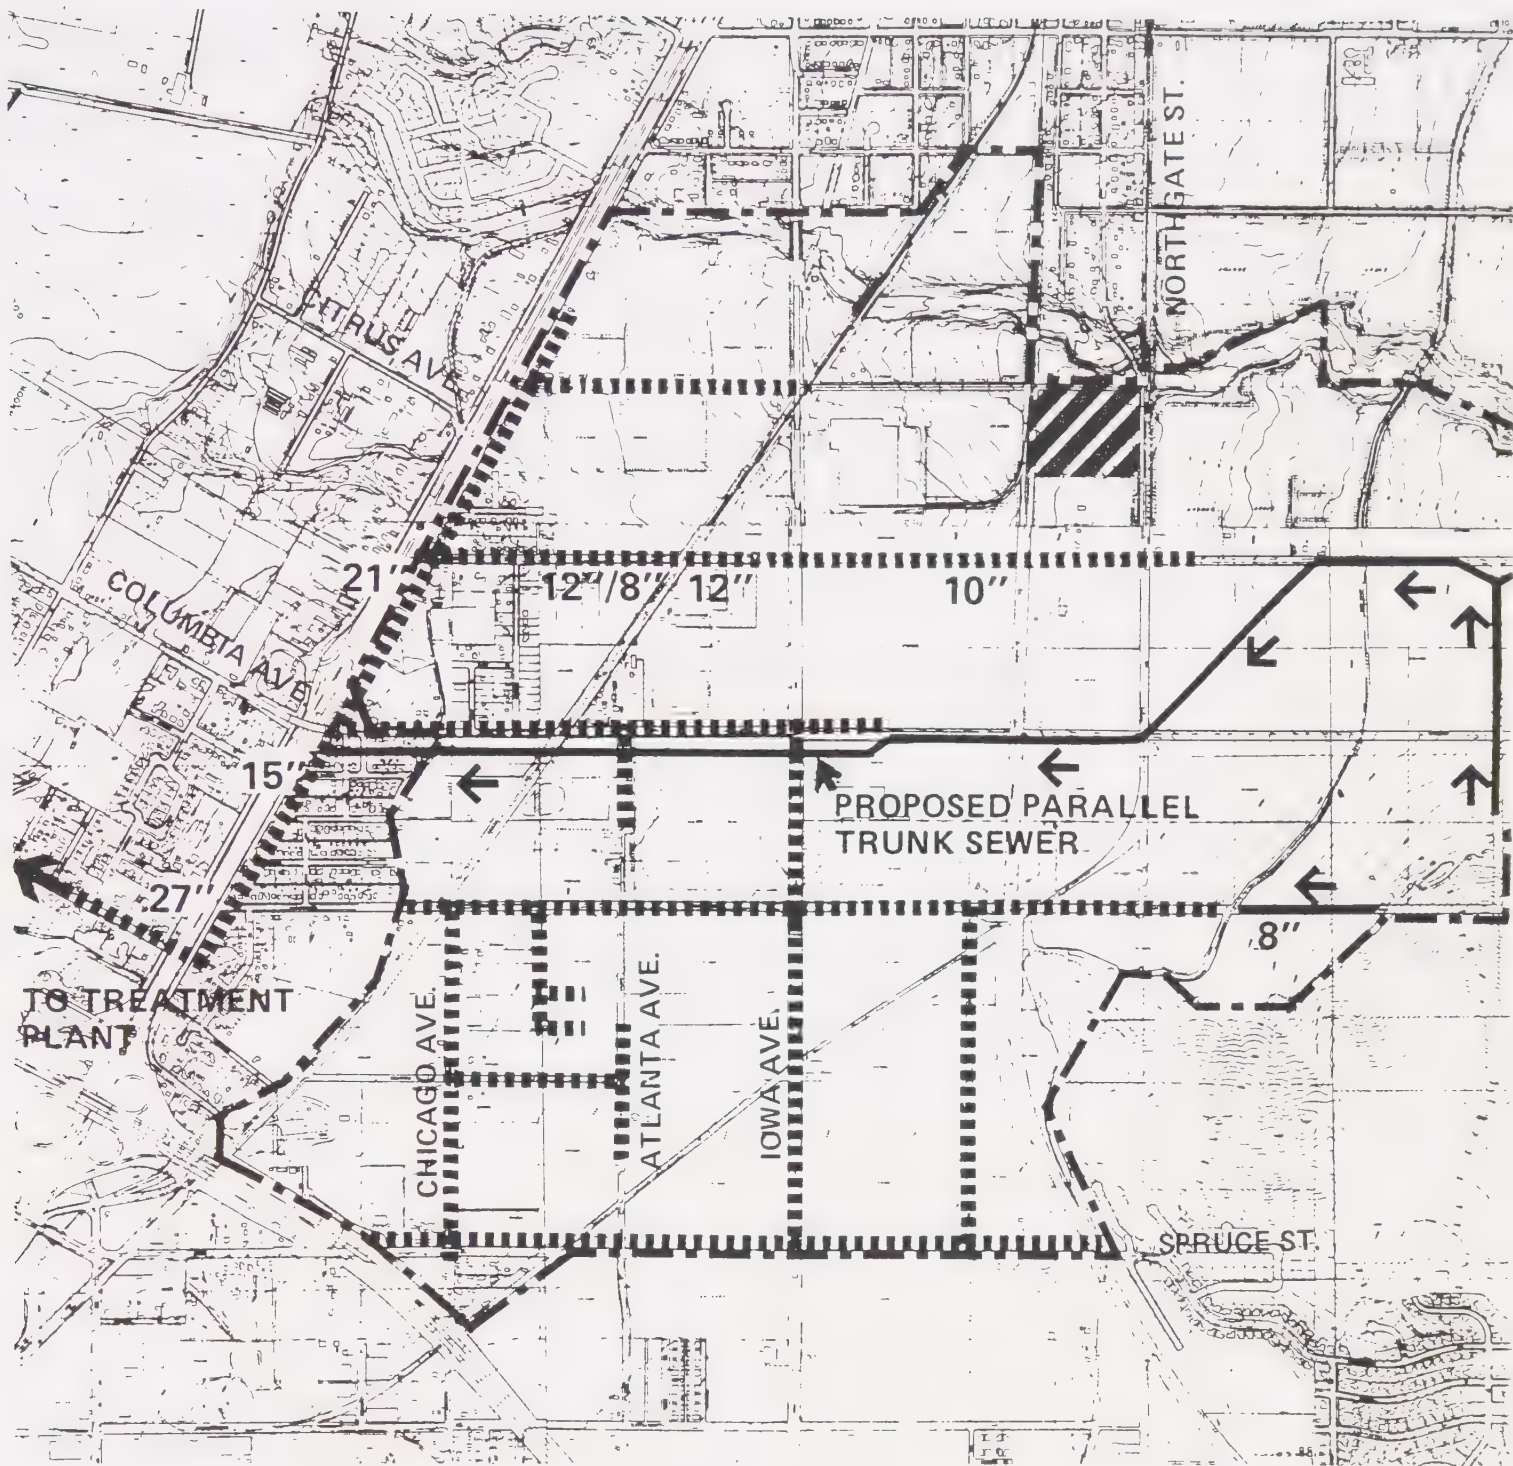 NORTHGATE ST.
CITRUS AVE
21"
12"/8"
12"
10"
COLUMBIA AVE
15"
PROPOSED PARALLEL
TRUNK SEWER
27"
8"
TO TREATMENT
PLANT
CHICAGO AVE.
ATLANTA AVE.
IOWA AVE.
SPRUCE ST.